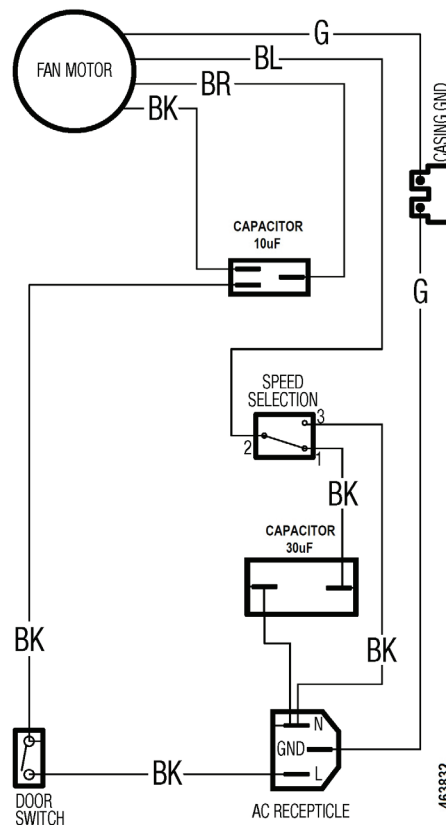 G
BL
FAN MOTOR
BR
BK
CASING GND
CAPACITOR
10uF
G
SPEED
SELECTION
3
2
1
BK
CAPACITOR
30uF
BK
BK
N
GND
L
BK
DOOR
SWITCH
AC RECEPTICLE
463832